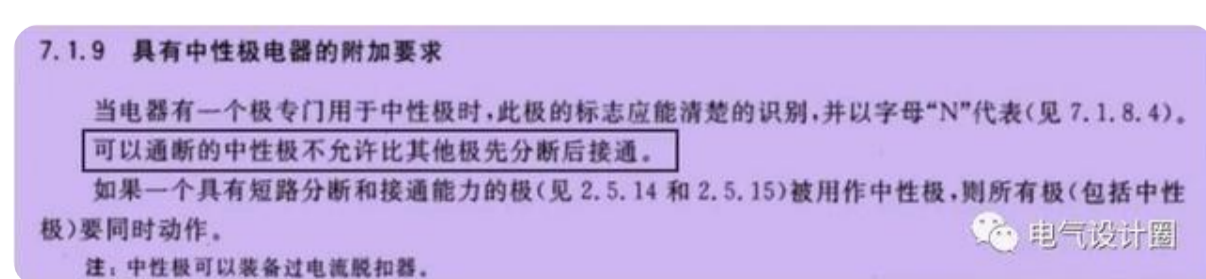 7.1.9 具有中性极电器的附加要求
当电器有一个极专门用于中性极时,此极的标志应能清楚的识别,并以字母“N”代表(见 7.1.8.4)。
可以通断的中性极不允许比其他极先分断后接通。
如果一个具有短路分断和接通能力的极(见 2.5.14 和 2.5.15)被用作中性极,则所有极(包括中性
极)要同时动作。
电气设计圈
注:中性极可以装备过电流脱扣器。